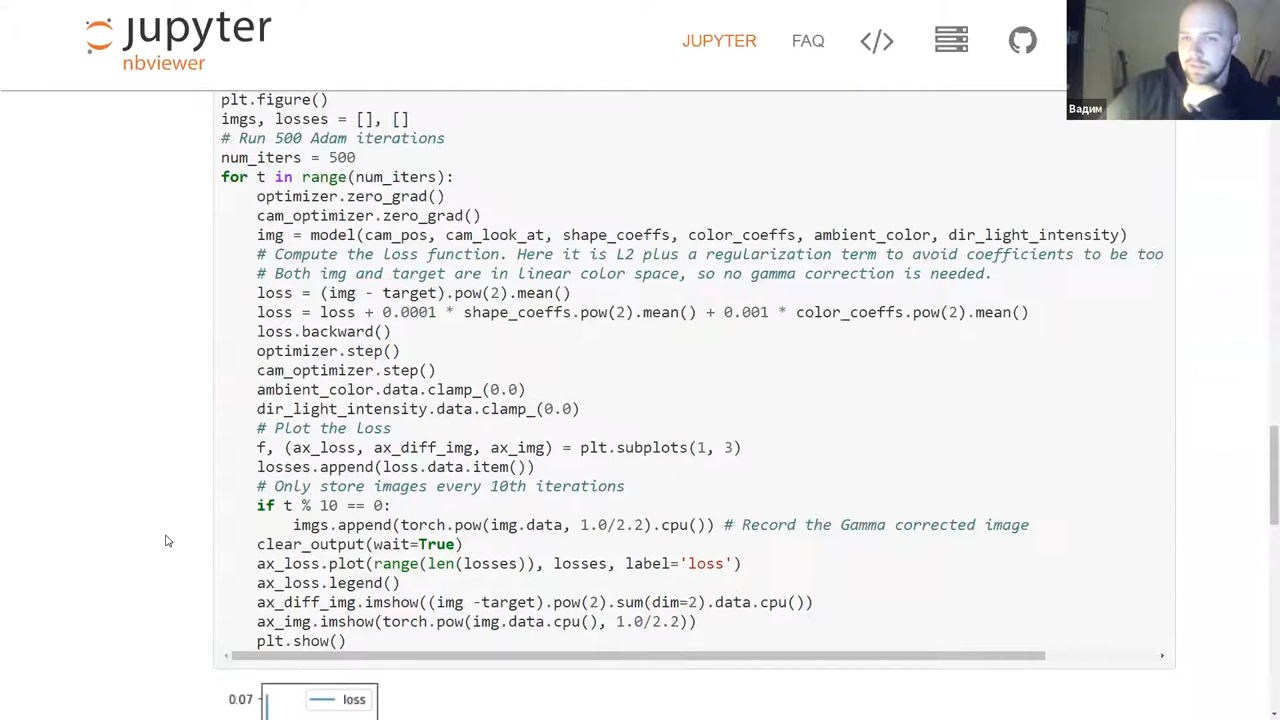 jupyter
nbviewer
JUPYTER
FAQ
</>
Вадим
plt.figure()
imgs, losses = [], []
# Run 500 Adam iterations
num_iters = 500
for t in range(num_iters):
    optimizer.zero_grad()
    cam_optimizer.zero_grad()
    img = model(cam_pos, cam_look_at, shape_coeffs, color_coeffs, ambient_color, dir_light_intensity)
    # Compute the loss function. Here it is L2 plus a regularization term to avoid coefficients to be too
    # Both img and target are in linear color space, so no gamma correction is needed.
    loss = (img - target).pow(2).mean()
    loss = loss + 0.0001 * shape_coeffs.pow(2).mean() + 0.001 * color_coeffs.pow(2).mean()
    loss.backward()
    optimizer.step()
    cam_optimizer.step()
    ambient_color.data.clamp_(0.0)
    dir_light_intensity.data.clamp_(0.0)
    # Plot the loss
    f, (ax_loss, ax_diff_img, ax_img) = plt.subplots(1, 3)
    losses.append(loss.data.item())
    # Only store images every 10th iterations
    if t % 10 == 0:
        imgs.append(torch.pow(img.data, 1.0/2.2).cpu()) # Record the Gamma corrected image
    clear_output(wait=True)
    ax_loss.plot(range(len(losses)), losses, label='loss')
    ax_loss.legend()
    ax_diff_img.imshow((img -target).pow(2).sum(dim=2).data.cpu())
    ax_img.imshow(torch.pow(img.data.cpu(), 1.0/2.2))
    plt.show()
0.07
loss